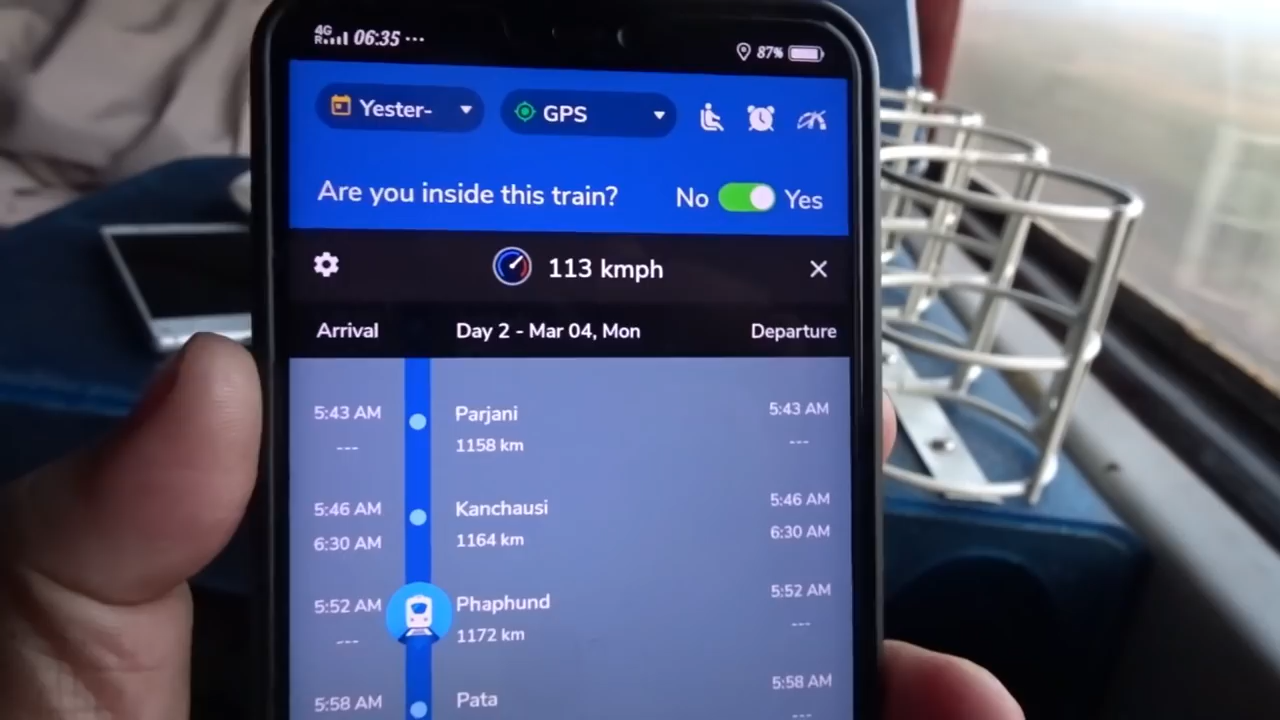 4G
R 06:35 ...
87%
Yester-
GPS
Are you inside this train?
No Yes
113 kmph
Arrival Day 2 - Mar 04, Mon Departure
5:43 AM Parjani 5:43 AM
--- 1158 km ---
5:46 AM Kanchausi 5:46 AM
6:30 AM 1164 km 6:30 AM
5:52 AM Phaphund 5:52 AM
--- 1172 km ---
5:58 AM Pata 5:58 AM
---